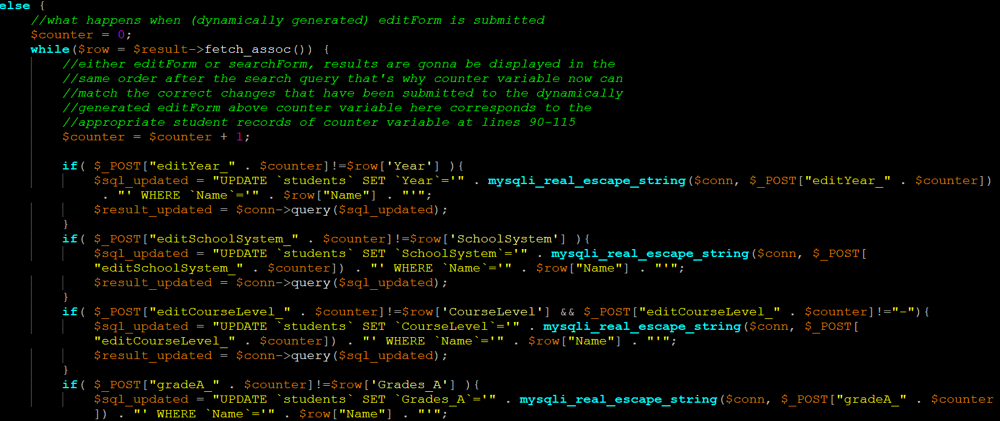 else {
//what happens when (dynamically generated) editForm is submitted
$counter = 0;
while($row = $result->fetch_assoc()) {
//either editForm or searchForm, results are gonna be displayed in the
//same order after the search query that's why counter variable now can
//match the correct changes that have been submitted to the dynamically
//generated editForm above counter variable here corresponds to the
//appropriate student records of counter variable at lines 90-115
$counter = $counter + 1;
if( $_POST["editYear_" . $counter]!=$row['Year'] ){
$sql_updated = "UPDATE `students` SET `Year`='" . mysqli_real_escape_string($conn, $_POST["editYear_" . $counter])
. "' WHERE `Name`='" . $row["Name"] . "'";
$result_updated = $conn->query($sql_updated);
}
if( $_POST["editSchoolSystem_" . $counter]!=$row['SchoolSystem'] ){
$sql_updated = "UPDATE `students` SET `SchoolSystem`='" . mysqli_real_escape_string($conn, $_POST[
"editSchoolSystem_" . $counter]) . "' WHERE `Name`='" . $row["Name"] . "'";
$result_updated = $conn->query($sql_updated);
}
if( $_POST["editCourseLevel_" . $counter]!=$row['CourseLevel'] && $_POST["editCourseLevel_" . $counter]!="-"){
$sql_updated = "UPDATE `students` SET `CourseLevel`='" . mysqli_real_escape_string($conn, $_POST[
"editCourseLevel_" . $counter]) . "' WHERE `Name`='" . $row["Name"] . "'";
$result_updated = $conn->query($sql_updated);
}
if( $_POST["gradeA_" . $counter]!=$row['Grades_A'] ){
$sql_updated = "UPDATE `students` SET `Grades_A`='" . mysqli_real_escape_string($conn, $_POST["gradeA_" . $counter
]) . "' WHERE `Name`='" . $row["Name"] . "'";